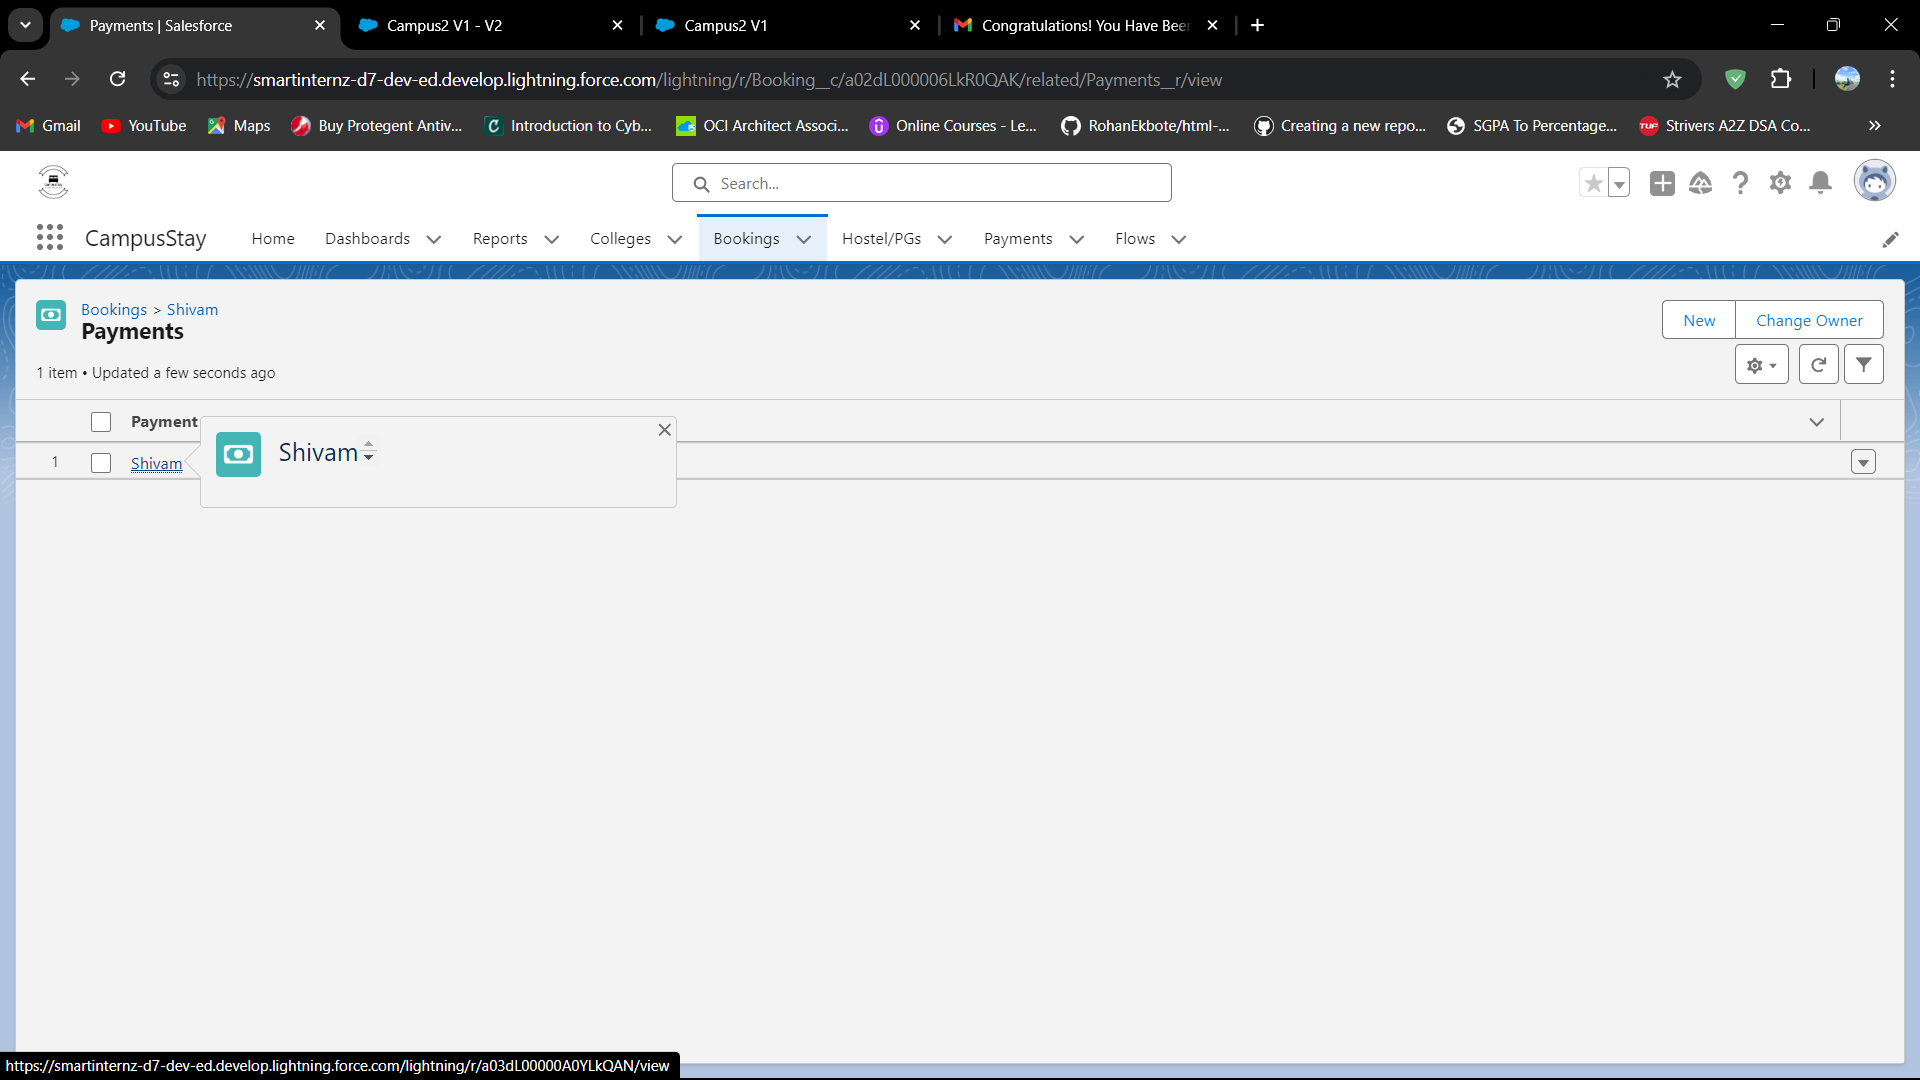 Payments | Salesforce
Campus2 V1 - V2
Campus2 V1
Congratulations! You Have Beer
https://smartinternz-d7-dev-ed.develop.lightning.force.com/lightning/r/Booking__c/a02dL000006LkR0QAK/related/Payments__r/view
Gmail
YouTube
Maps
Buy Protegent Antiv...
Introduction to Cyb...
OCI Architect Associ...
Online Courses - Le...
RohanEkbote/html-...
Creating a new repo...
SGPA To Percentage...
Strivers A2Z DSA Co...
Search...
CampusStay
Home
Dashboards
Reports
Colleges
Bookings
Hostel/PGs
Payments
Flows
Bookings > Shivam
Payments
New
Change Owner
1 item • Updated a few seconds ago
Payment
1
Shivam
Shivam
https://smartinternz-d7-dev-ed.develop.lightning.force.com/lightning/r/a03dL00000A0YLkQAN/view